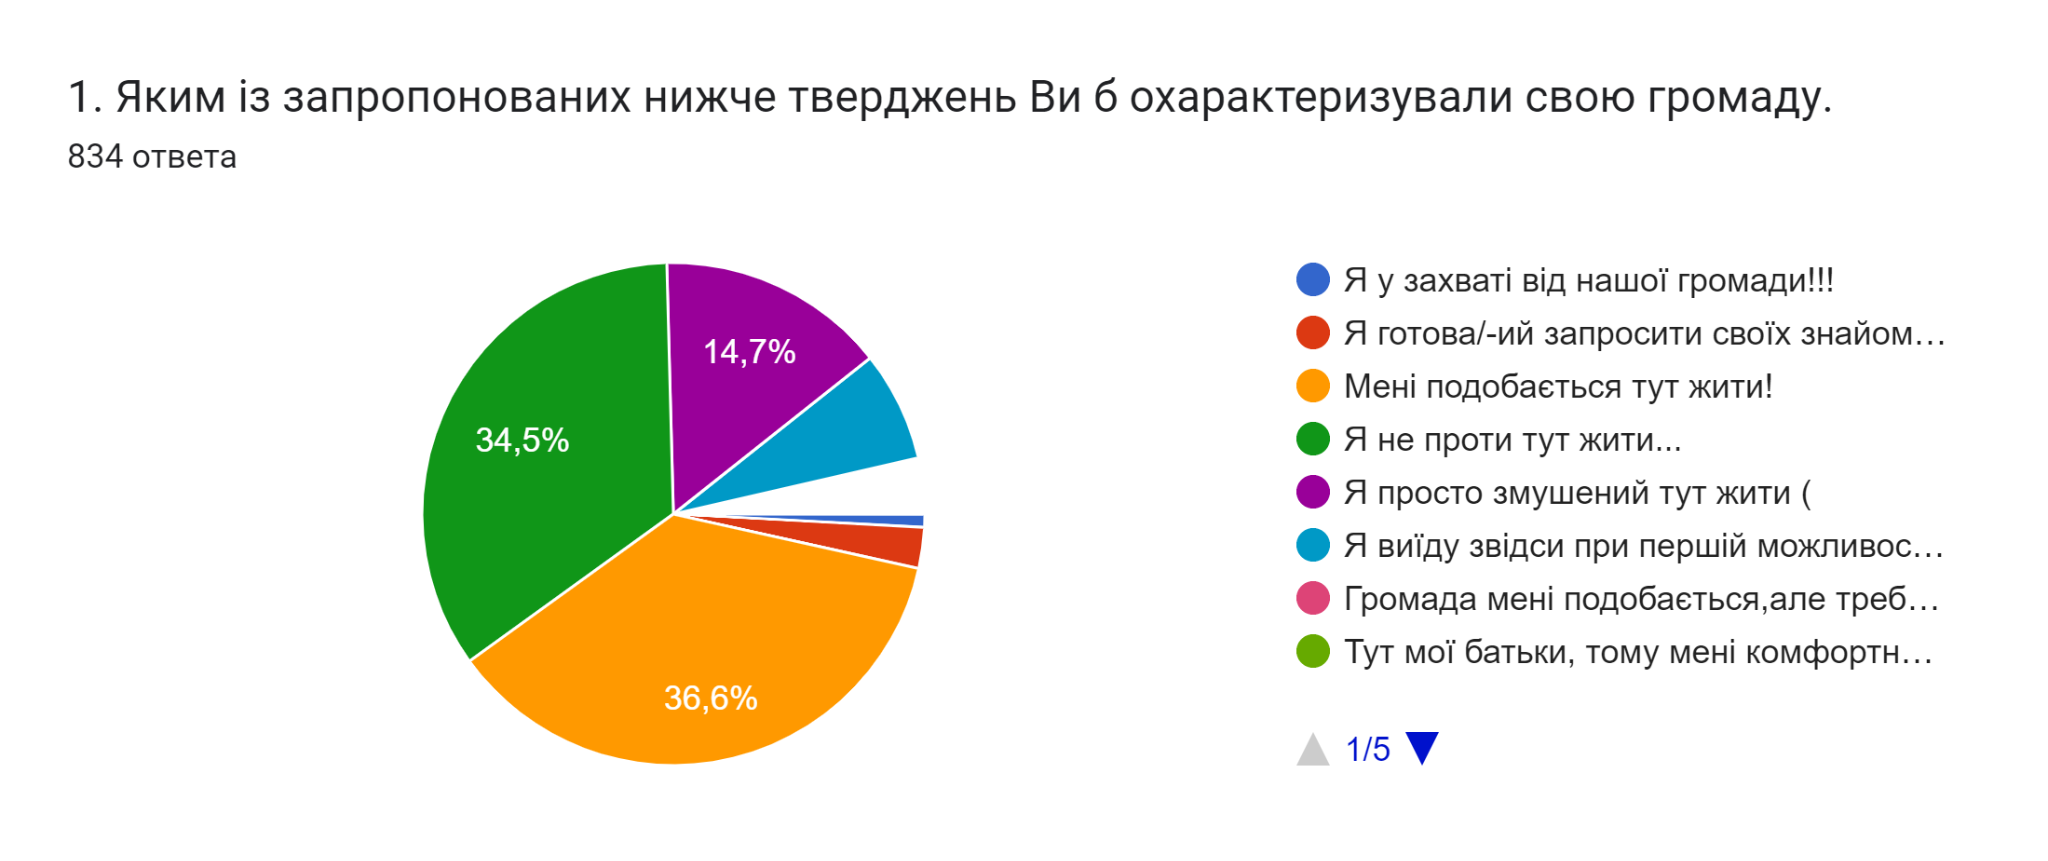 1. Яким із запропонованих нижче тверджень Ви б охарактеризували свою громаду.
834 ответа
14,7%
34,5%
36,6%
Я у захваті від нашої громади!!!
Я готова/-ий запросити своїх знайом...
Мені подобається тут жити!
Я не проти тут жити...
Я просто змушений тут жити (
Я виїду звідси при першій можливос...
Громада мені подобається,але треб...
Тут мої батьки, тому мені комфортн...
1/5